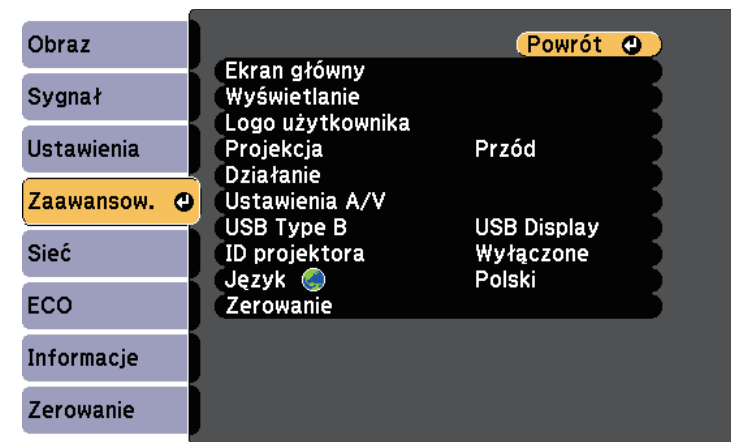 Obraz
Sygnał
Ustawienia
Zaawansow.
Sieć
ECO
Informacje
Zerowanie
Powrót
Ekran główny
Wyświetlanie
Logo użytkownika
Projekcja Przód
Działanie
Ustawienia A/V
USB Type B USB Display
ID projektora Wyłączone
Język Polski
Zerowanie